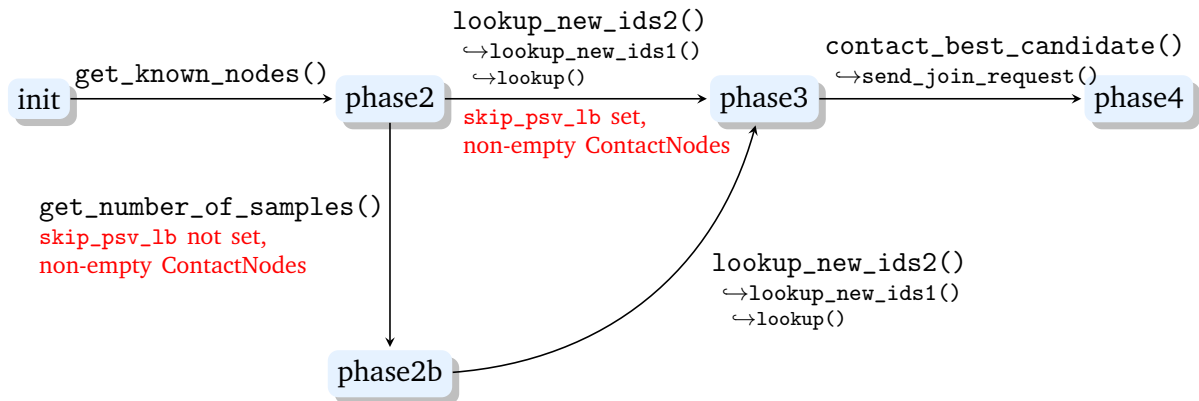 lookup_new_ids2()
↪lookup_new_ids1()
↪lookup()
contact_best_candidate()
↪send_join_request()
get_known_nodes()
init
phase2
phase3
phase4
skip_psv_lb set,
non-empty ContactNodes
get_number_of_samples()
skip_psv_lb not set,
non-empty ContactNodes
lookup_new_ids2()
↪lookup_new_ids1()
↪lookup()
phase2b